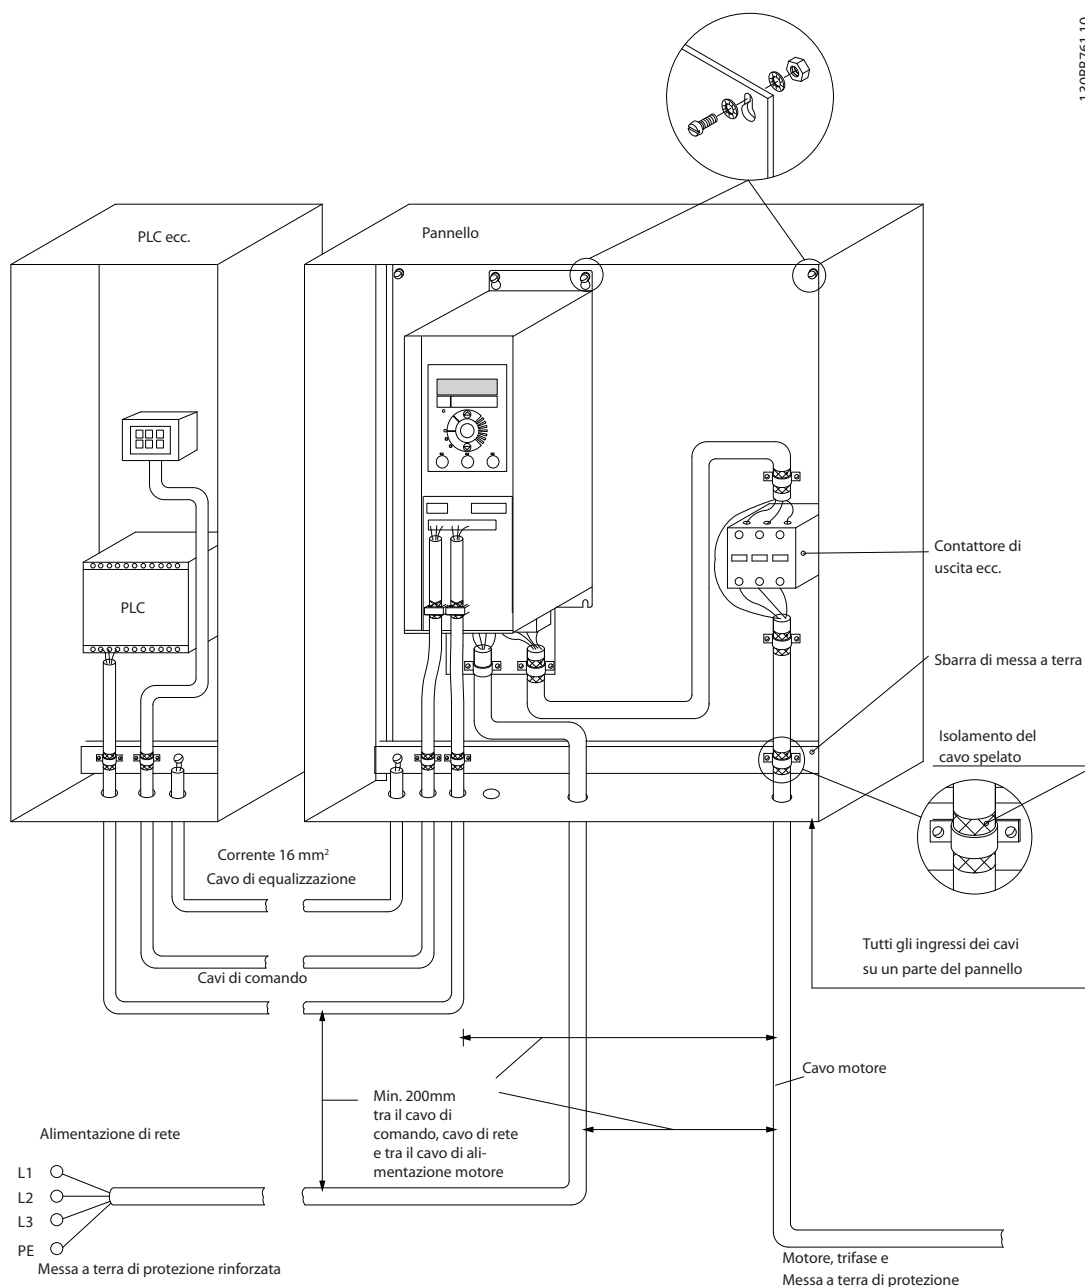 130BB761.10
PLC ecc.
Pannello
PLC
Contattore di
uscita ecc.
Sbarra di messa a terra
Isolamento del
cavo spelato
Corrente 16 mm²
Cavo di equalizzazione
Tutti gli ingressi dei cavi
su un parte del pannello
Cavi di comando
Cavo motore
Min. 200mm
tra il cavo di
comando, cavo di rete
e tra il cavo di ali-
mentazione motore
Alimentazione di rete
L1
L2
L3
PE
Messa a terra di protezione rinforzata
Motore, trifase e
Messa a terra di protezione